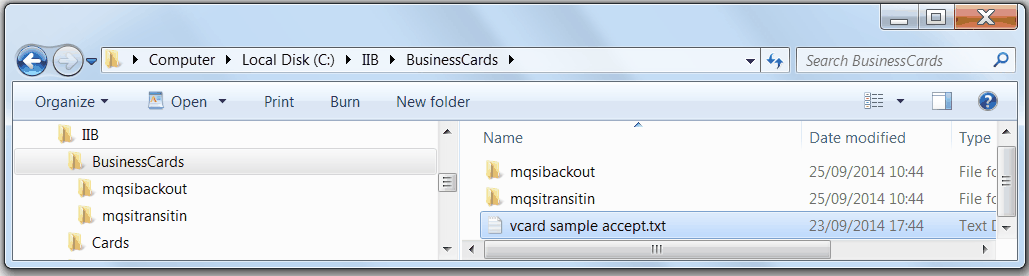 Computer Local Disk (C:) IIB BusinessCards Search BusinessCards
Organize Open Print Burn New folder
IIB
BusinessCards
mqsibackout
mqsitransitin
Cards
Name Date modified Type
mqsibackout 25/09/2014 10:44 File fo
mqsitransitin 25/09/2014 10:44 File fo
vcard sample accept.txt 23/09/2014 17:44 Text D